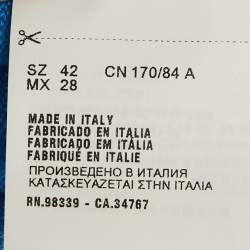 SZ 42 CN 170/84 A
MX 28
MADE IN ITALY
FABRICADO EN ITALIA
FABRICADO EM ITÁLIA
FABRIQUÉ EN ITALIE
ПРОИЗВЕДЕНО В ИТАЛИЯ
ΚΑΤΑΣΚΕΥΑΖΕΤΑΙ ΣΤΗΝ ΙΤΑΛΙΑ
RN.98339 - CA.34767